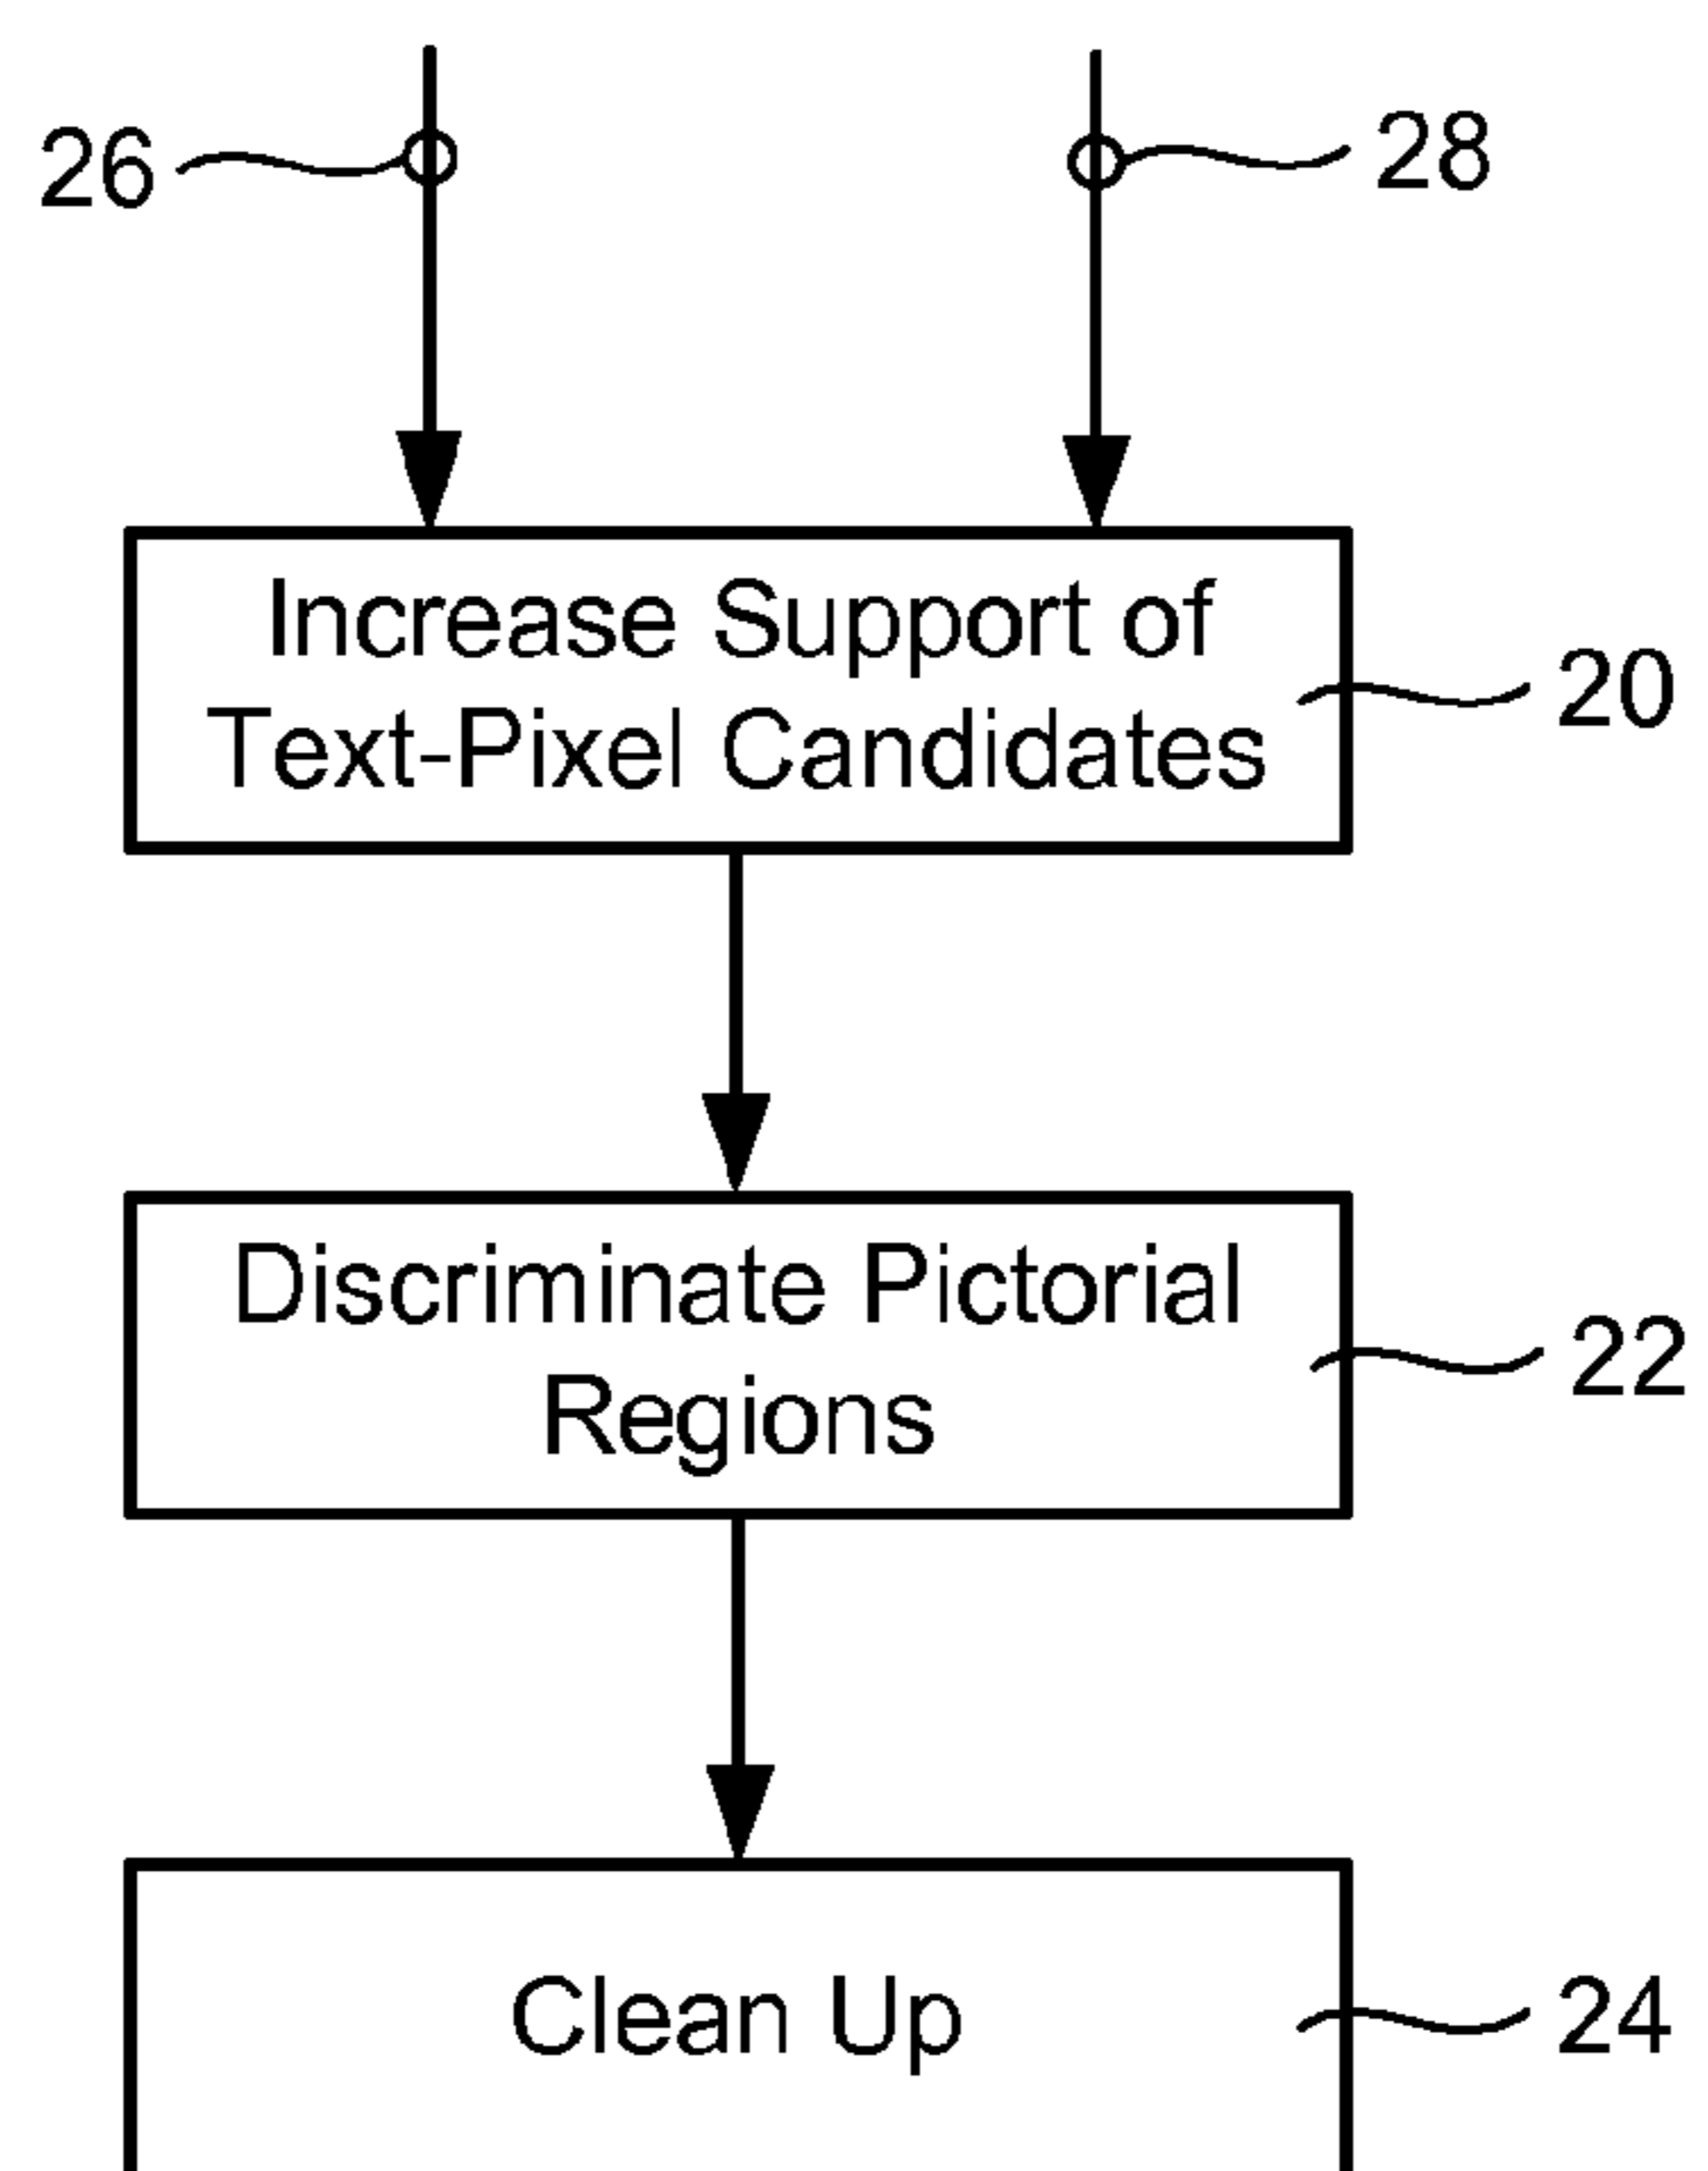 26
28
Increase Support of
Text-Pixel Candidates
20
Discriminate Pictorial
Regions
22
Clean Up
24